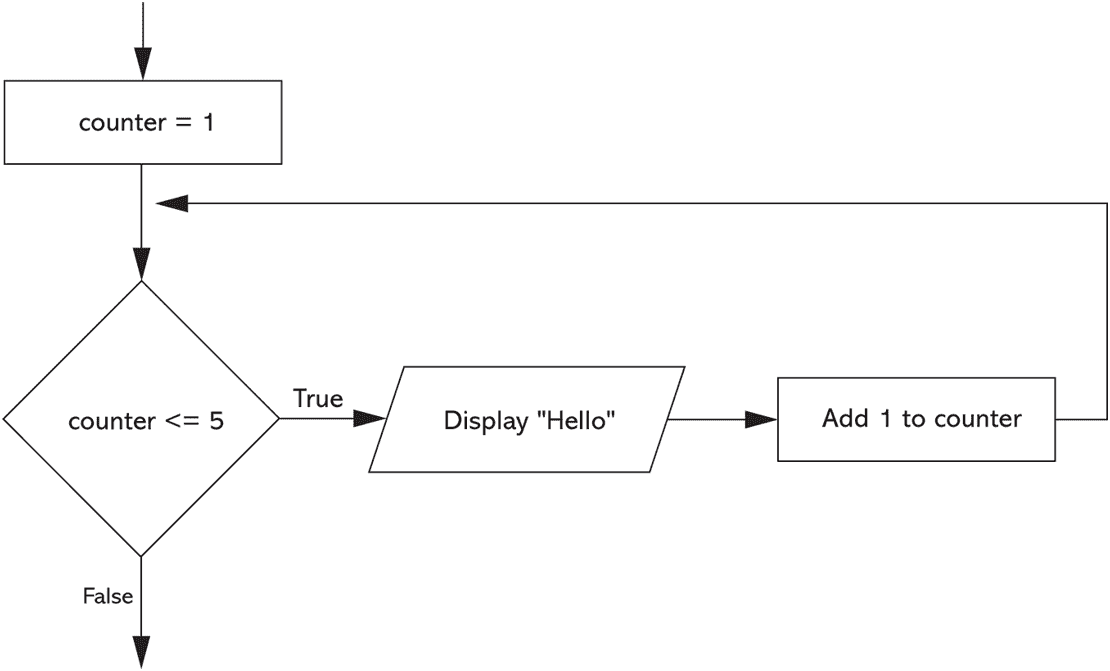 counter = 1
counter <= 5
True
Display "Hello"
Add 1 to counter
False